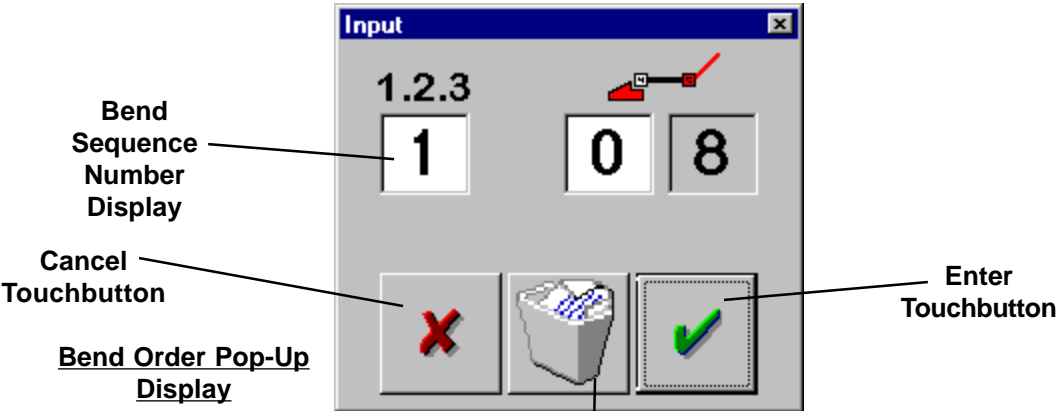 Input
1.2.3
1
0
8
Bend
Sequence
Number
Display
Cancel
Touchbutton
Enter
Touchbutton
Bend Order Pop-Up
Display